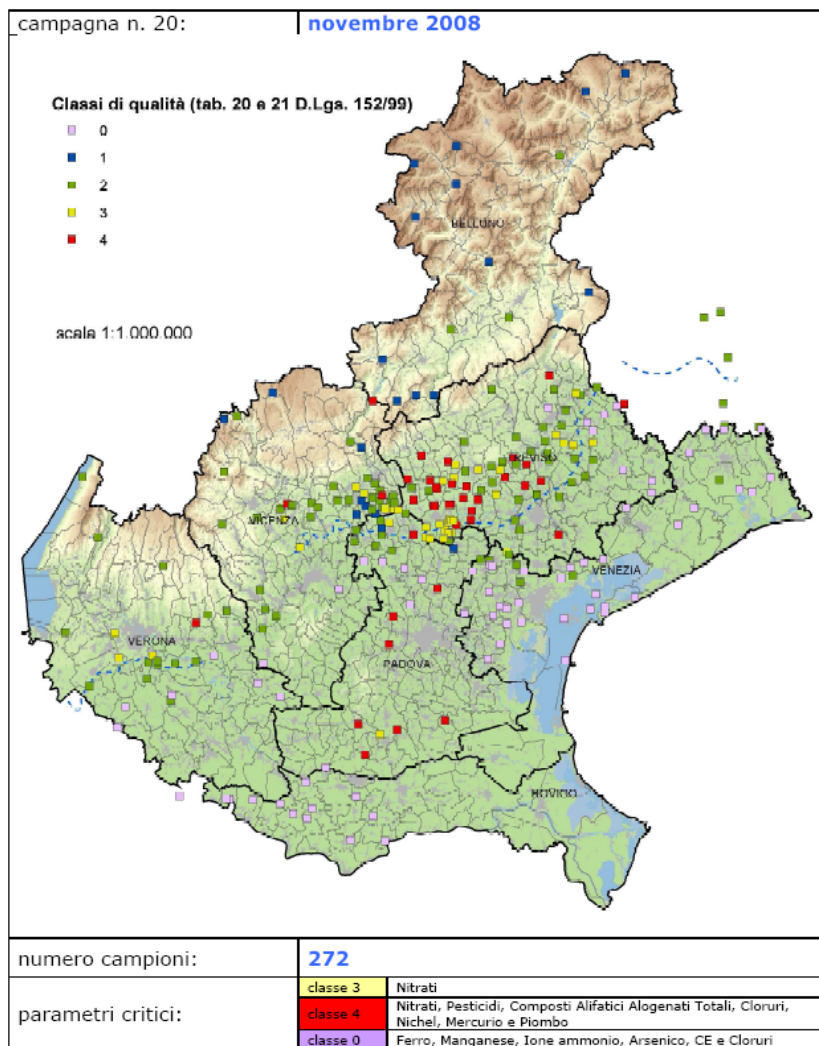 campagna n. 20: novembre 2008
Classi di qualità (tab. 20 e 21 D.Lgs. 152/99)
0
1
2
3
4
BELLUNO
scala 1:1.000.000
TREVISO
VICENZA
VENEZIA
VERONA
PADOVA
ROVIGO
numero campioni: 272
parametri critici:
classe 3 Nitrati
classe 4 Nitrati, Pesticidi, Composti Alifatici Alogenati Totali, Cloruri,
Nichel, Mercurio e Piombo
classe 0 Ferro, Manganese, Ione ammonio, Arsenico, CE e Cloruri